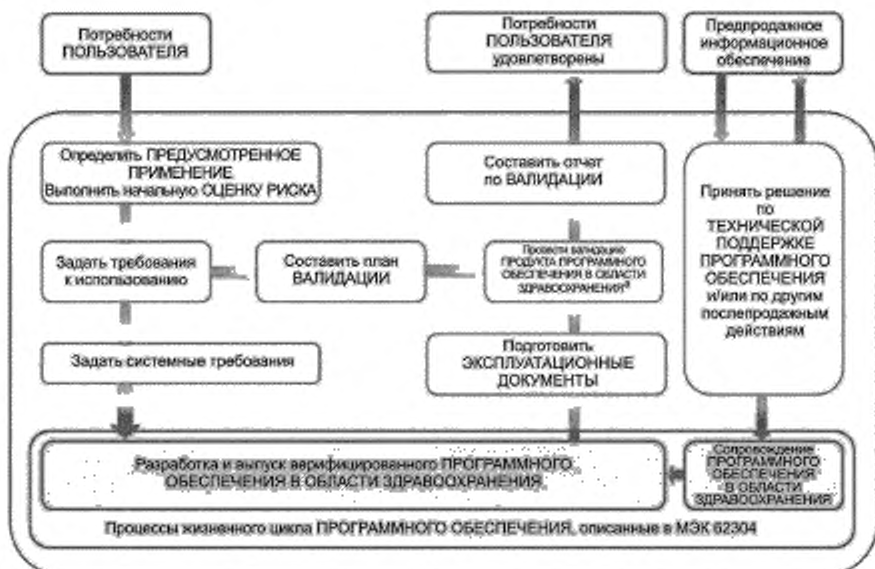 Потребности
ПОЛЬЗОВАТЕЛЯ
Потребности
ПОЛЬЗОВАТЕЛЯ
удовлетворены
Предпродажное
информационное
обеспечение
Определить ПРЕДУСМОТРЕННОЕ
ПРИМЕНЕНИЕ.
Выполнить начальную ОЦЕНКУ РИСКА
Составить отчет
по ВАЛИДАЦИИ
Принять решение
по
ТЕХНИЧЕСКОЙ
ПОДДЕРЖКЕ
ПРОГРАММНОГО
ОБЕСПЕЧЕНИЯ
и/или по другим
послепродажным
действиям
Задать требования
к использованию
Составить план
ВАЛИДАЦИИ
Провести валидацию
ПРОДУКТА ПРОГРАММНОГО
ОБЕСПЕЧЕНИЯ В ОБЛАСТИ
ЗДРАВООХРАНЕНИЯª
Задать системные требования
Подготовить
ЭКСПЛУАТАЦИОННЫЕ
ДОКУМЕНТЫ
Разработка и выпуск верифицированного ПРОГРАММНОГО
ОБЕСПЕЧЕНИЯ В ОБЛАСТИ ЗДРАВООХРАНЕНИЯ
Сопровождение
ПРОГРАММНОГО
ОБЕСПЕЧЕНИЯ
В ОБЛАСТИ
ЗДРАВООХРАНЕНИЯ
Процессы жизненного цикла ПРОГРАММНОГО ОБЕСПЕЧЕНИЯ, описанные в МЭК 62304